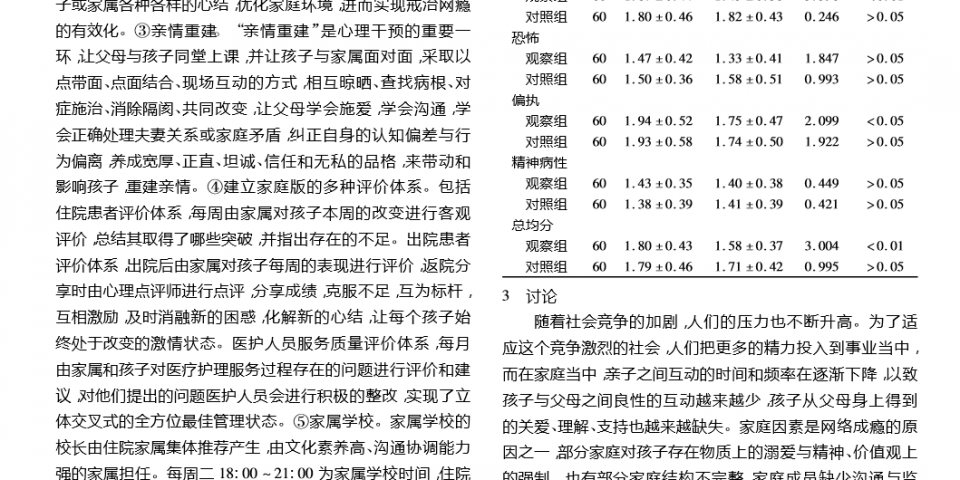 子或家属各种各样的心结,优化家庭环境,进而实现戒治网瘾
的有效化。③亲情重建。“亲情重建”是心理干预的重要一
环,让父母与孩子同堂上课,并让孩子与家属面对面,采取以
点带面、点面结合、现场互动的方式,相互晾晒、查找病根、对
症施治、消除隔阂、共同改变,让父母学会施爱,学会沟通,学
会正确处理夫妻关系或家庭矛盾,纠正自身的认知偏差与行
为偏离,养成宽厚、正直、坦诚、信任和无私的品格,来带动和
影响孩子,重建亲情。④建立家庭版的多种评价体系。包括
住院患者评价体系,每周由家属对孩子本周的改变进行客观
评价,总结其取得了哪些突破,并指出存在的不足。出院患者
评价体系,出院后由家属对孩子每周的表现进行评价,返院分
享时由心理点评师进行点评,分享成绩,克服不足,互为标杆,
互相激励,及时消融新的困惑,化解新的心结,让每个孩子始
终处于改变的激情状态。医护人员服务质量评价体系,每月
由家属和孩子对医疗护理服务过程存在的问题进行评价和建
议,对他们提出的问题医护人员会进行积极的整改,实现了立
体交叉式的全方位最佳管理状态。⑤家属学校。家属学校的
校长由住院家属集体推荐产生,由文化素养高、沟通协调能力
强的家属担任。每周二 18:00~21:00 为家属学校时间,住院
对照组 60 1.80±0.46 1.82±0.43 0.246 >0.05
恐怖
观察组 60 1.47±0.42 1.33±0.41 1.847 >0.05
对照组 60 1.50±0.36 1.58±0.51 0.993 >0.05
偏执
观察组 60 1.94±0.52 1.75±0.47 2.099 <0.05
对照组 60 1.93±0.58 1.74±0.50 1.922 >0.05
精神病性
观察组 60 1.43±0.35 1.40±0.38 0.449 >0.05
对照组 60 1.38±0.39 1.41±0.39 0.421 >0.05
总均分
观察组 60 1.80±0.43 1.58±0.37 3.004 <0.01
对照组 60 1.79±0.46 1.71±0.42 0.995 >0.05
3 讨论
随着社会竞争的加剧,人们的压力也不断升高。为了适
应这个竞争激烈的社会,人们把更多的精力投入到事业当中,
而在家庭当中,亲子之间互动的时间和频率在逐渐下降,以致
孩子与父母之间良性的互动越来越少,孩子从父母身上得到
的关爱、理解、支持也越来越缺失。家庭因素是网络成瘾的原
因之一,部分家庭对孩子存在物质上的溺爱与精神、价值观上
的强制,也有部分家庭结构不完整,家庭成员缺少沟通与监